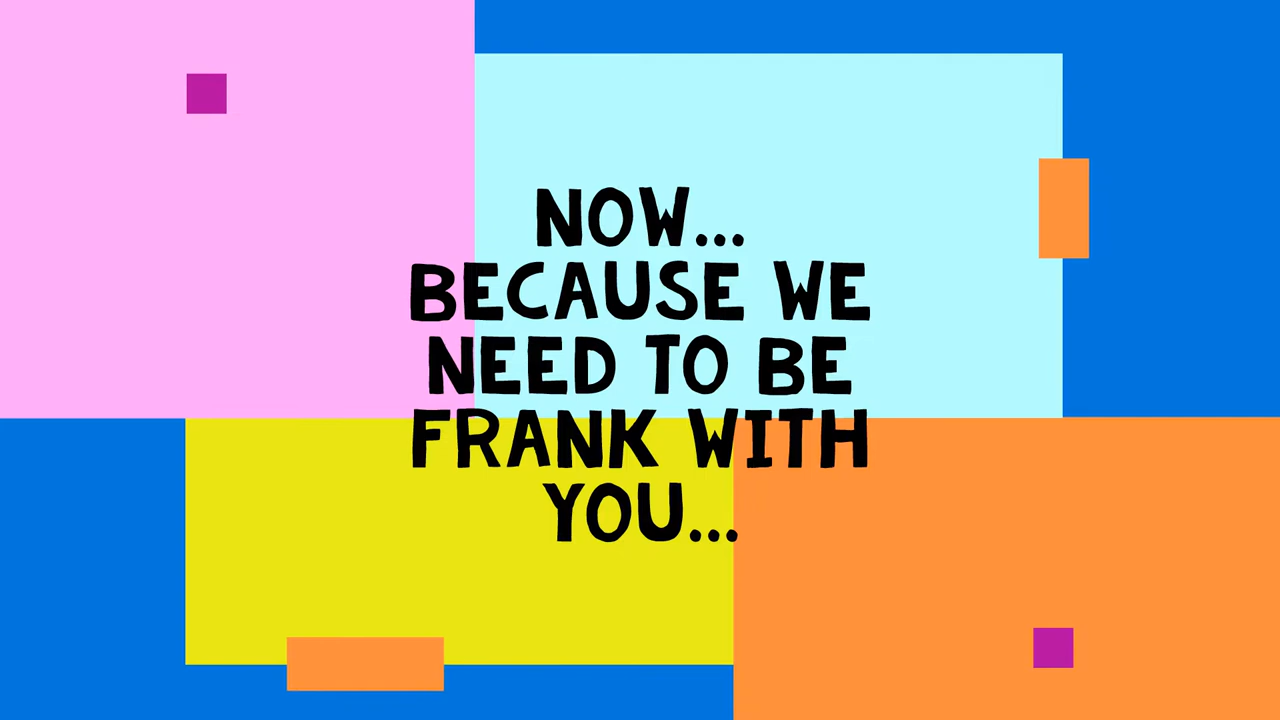 NOW...
BECAUSE WE
NEED TO BE
FRANK WITH
YOU...